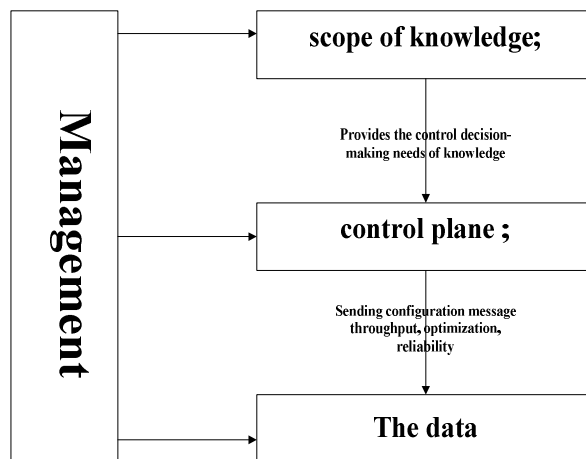 Management
scope of knowledge;
Provides the control decision-
making needs of knowledge
control plane ;
Sending configuration message
throughput, optimization,
reliability
The data